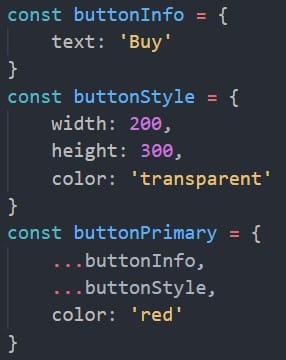 const buttonInfo = {
    text: 'Buy'
}
const buttonStyle = {
    width: 200,
    height: 300,
    color: 'transparent'
}
const buttonPrimary = {
    ...buttonInfo,
    ...buttonStyle,
    color: 'red'
}